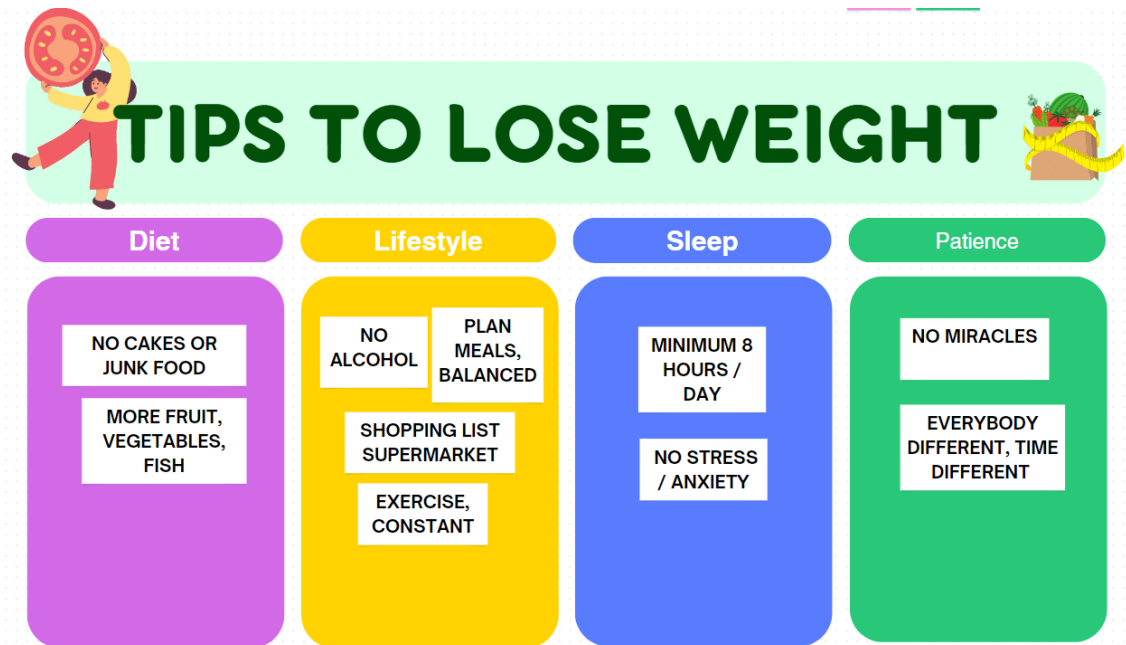 TIPS TO LOSE WEIGHT
Diet
NO CAKES OR
JUNK FOOD
MORE FRUIT,
VEGETABLES,
FISH
Lifestyle
NO
ALCOHOL
PLAN
MEALS,
BALANCED
SHOPPING LIST
SUPERMARKET
EXERCISE,
CONSTANT
Sleep
MINIMUM 8
HOURS /
DAY
NO STRESS
/ ANXIETY
Patience
NO MIRACLES
EVERYBODY
DIFFERENT, TIME
DIFFERENT